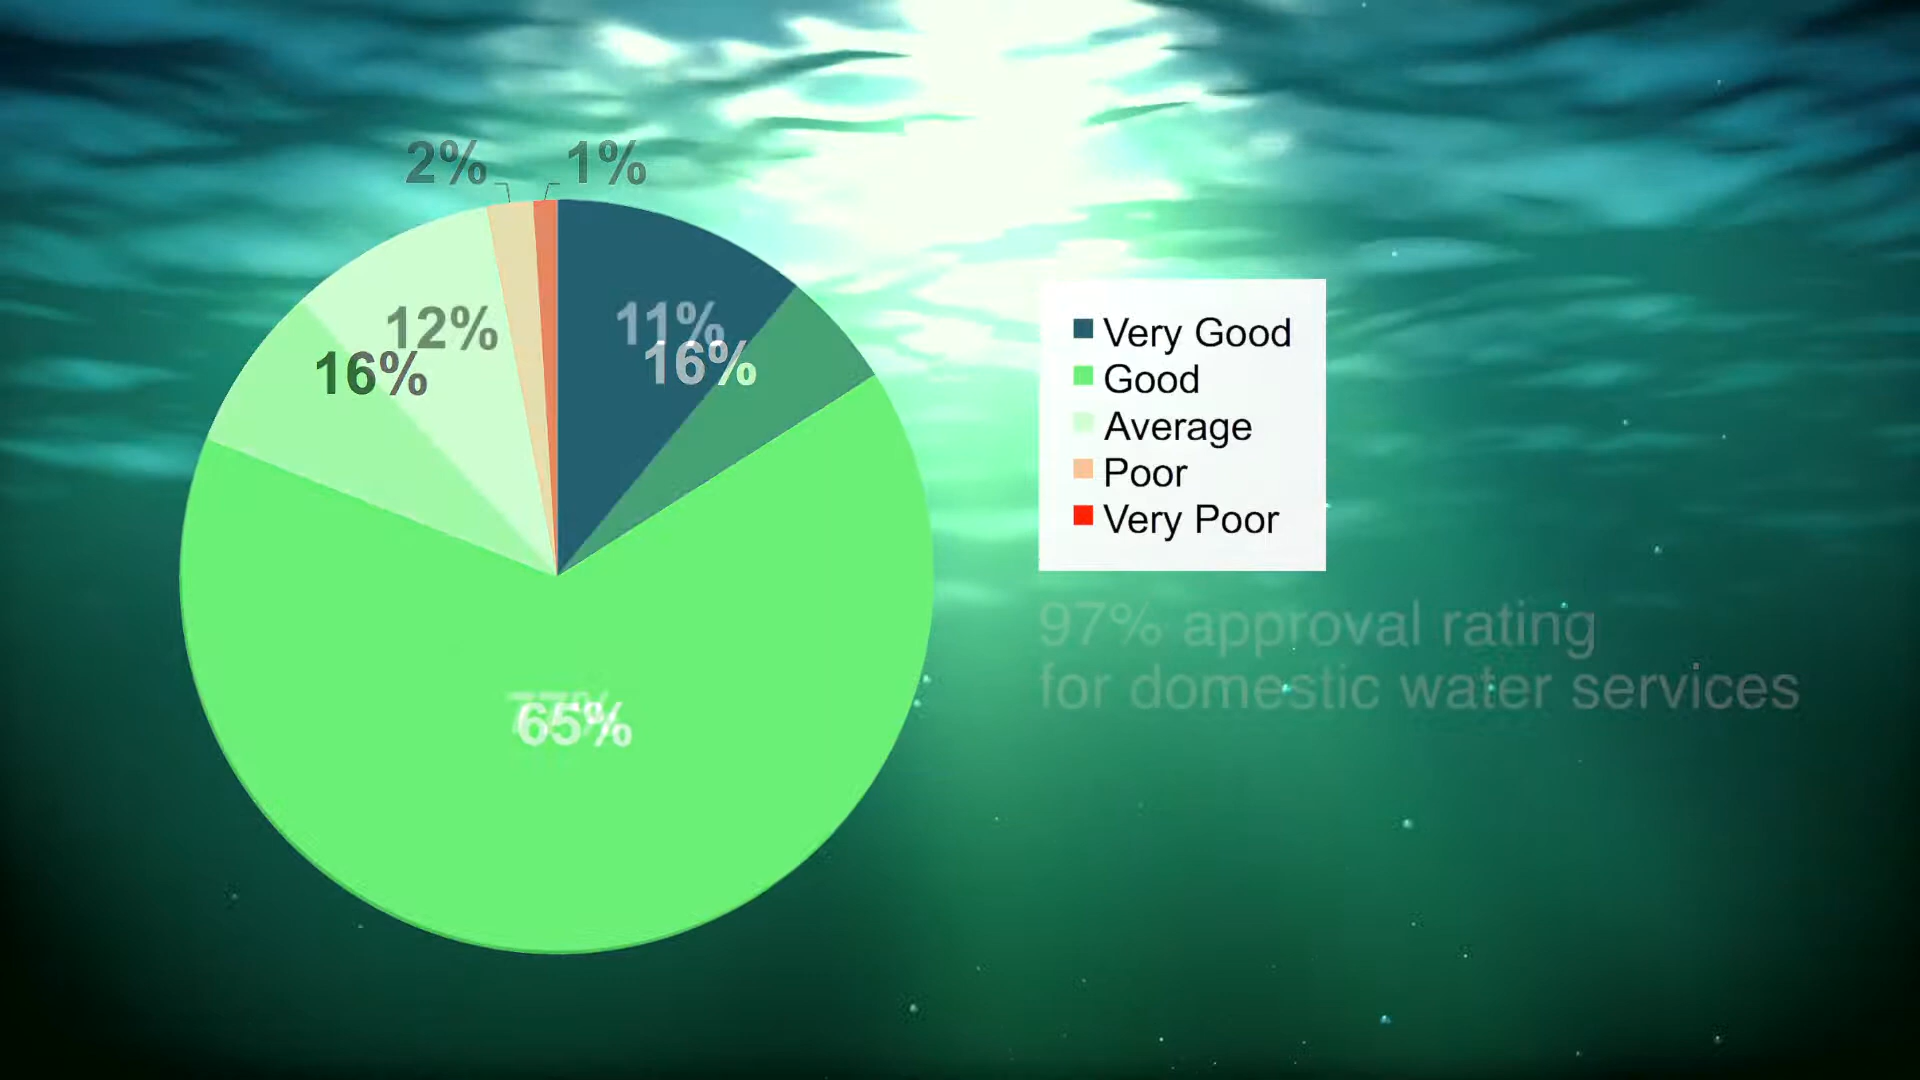 2% 1%
12% 11%
16% 16%
65%
Very Good
Good
Average
Poor
Very Poor
97% approval rating
for domestic water services